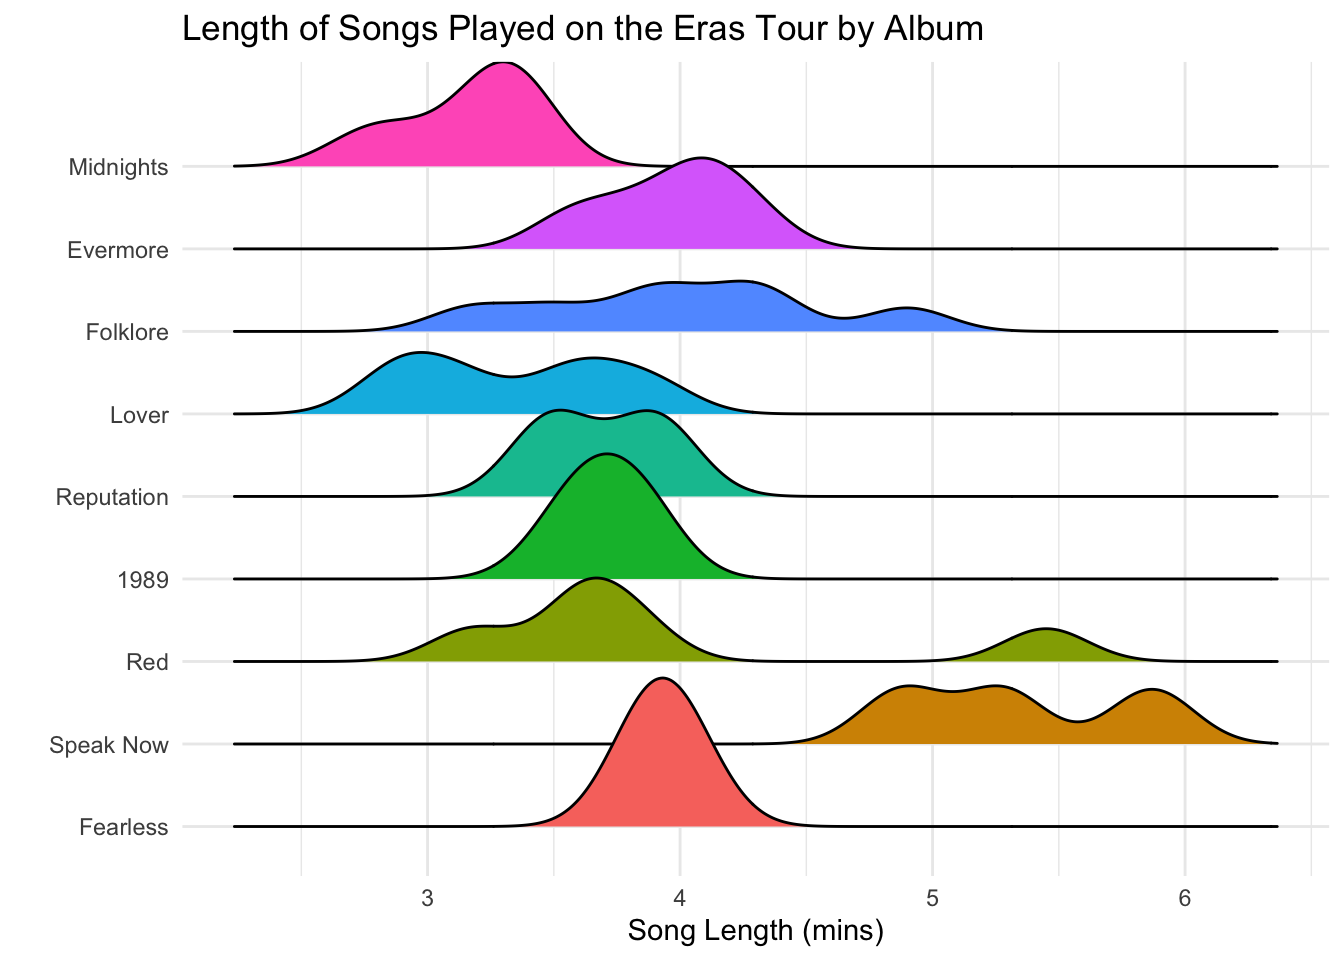 Length of Songs Played on the Eras Tour by Album
Midnights
Evermore
Folklore
Lover
Reputation
1989
Red
Speak Now
Fearless
3 4 5 6
Song Length (mins)